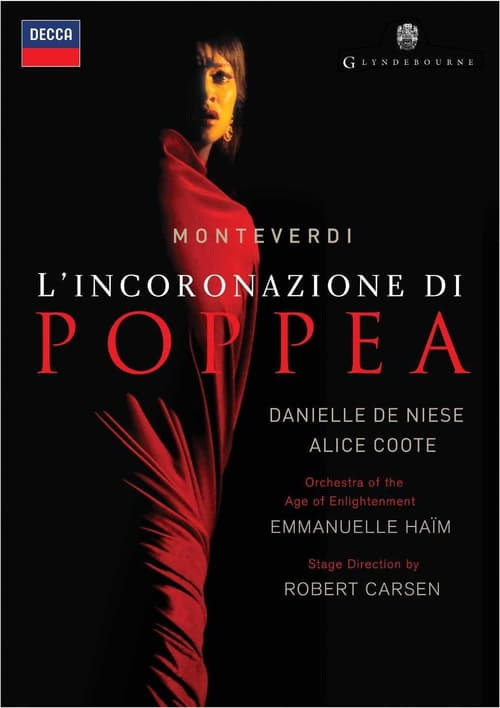 DECCA
GLYNDEBOURNE
MONTEVERDI
L'INCORONAZIONE DI
POPPEA
DANIELLE DE NIESE
ALICE COOTE
Orchestra of the
Age of Enlightenment
EMMANUELLE HAÏM
Stage Direction by
ROBERT CARSEN